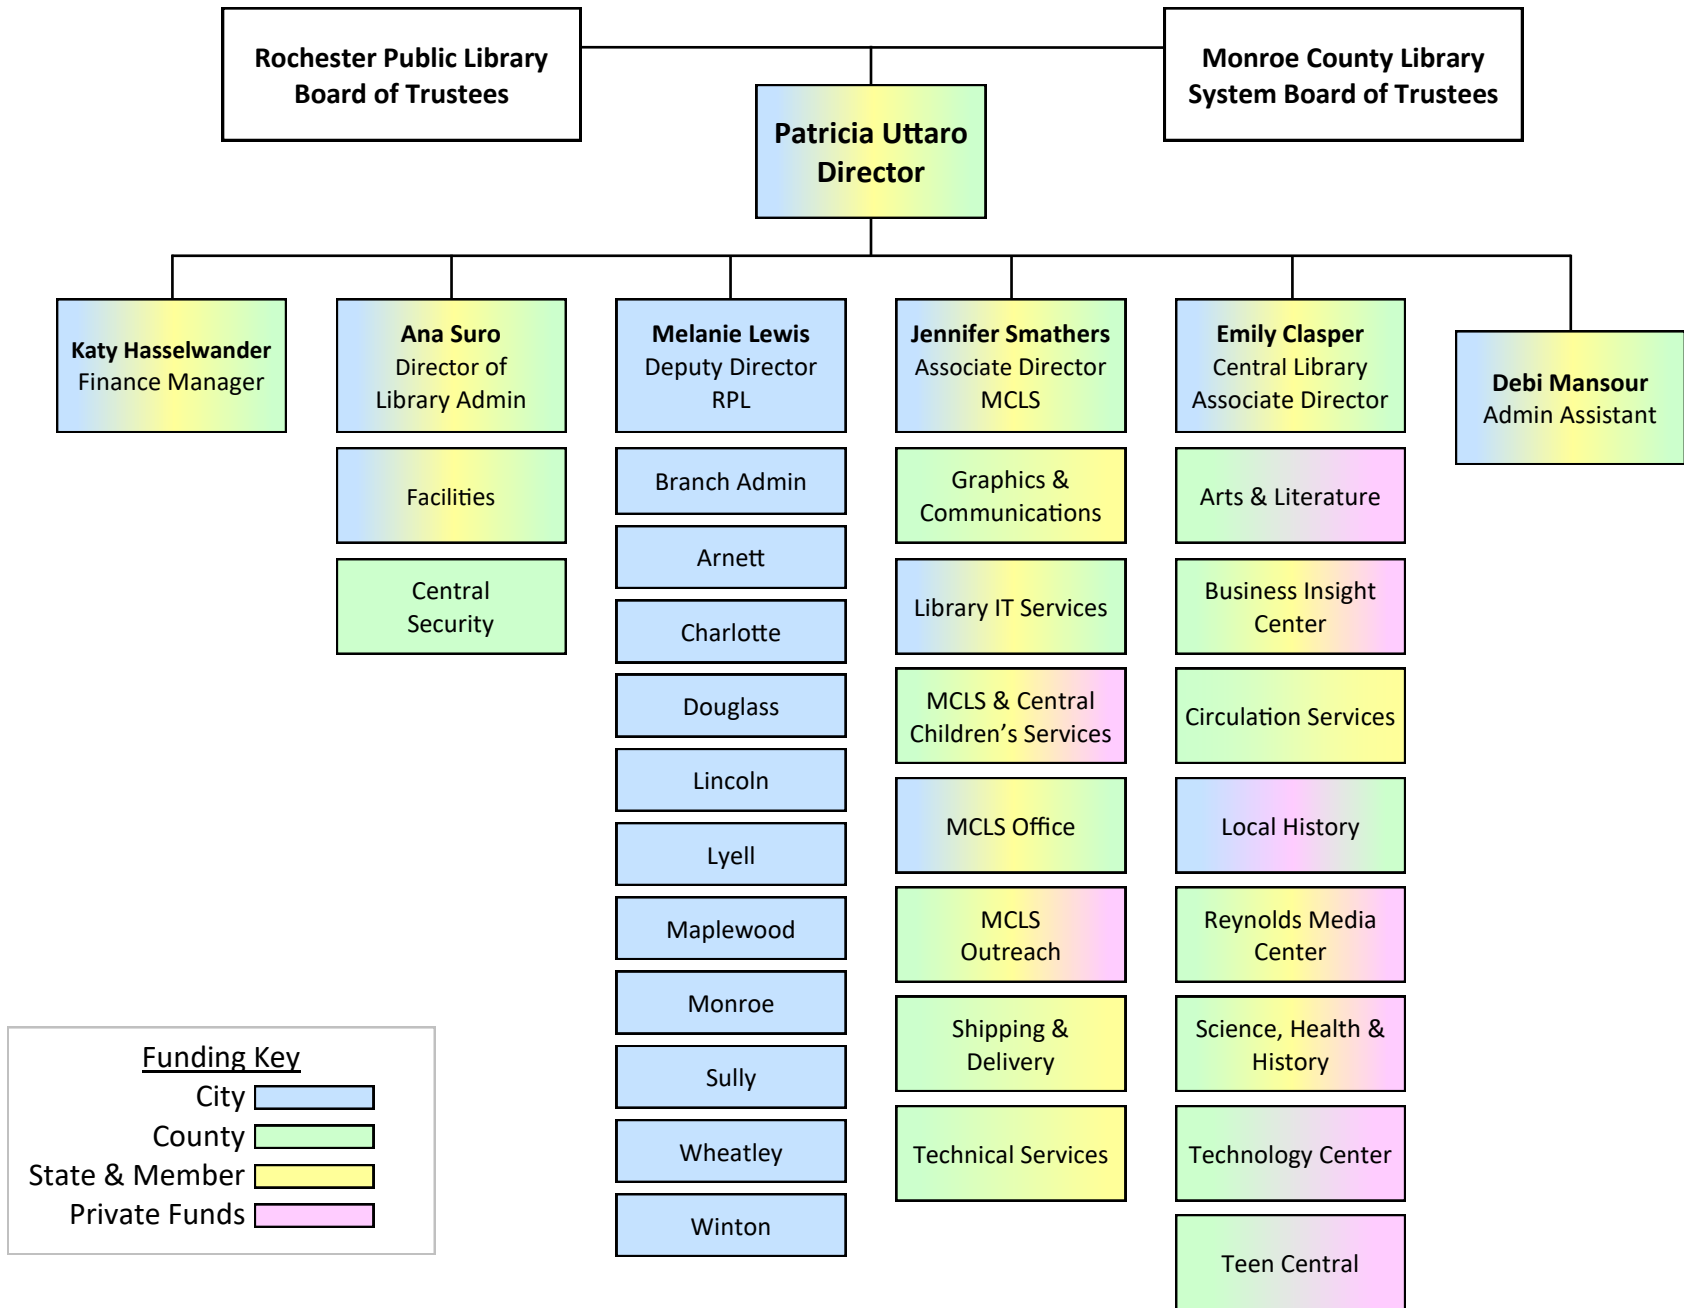 Rochester Public Library
Board of Trustees
Monroe County Library
System Board of Trustees
Patricia Uttaro
Director
Katy Hasselwander
Finance Manager
Ana Suro
Director of
Library Admin
Facilities
Central
Security
Melanie Lewis
Deputy Director
RPL
Branch Admin
Arnett
Charlotte
Douglass
Lincoln
Lyell
Maplewood
Monroe
Sully
Wheatley
Winton
Jennifer Smathers
Associate Director
MCLS
Graphics &
Communications
Library IT Services
MCLS & Central
Children’s Services
MCLS Office
MCLS
Outreach
Shipping &
Delivery
Technical Services
Emily Clasper
Central Library
Associate Director
Arts & Literature
Business Insight
Center
Circulation Services
Local History
Reynolds Media
Center
Science, Health &
History
Technology Center
Teen Central
Debi Mansour
Admin Assistant
Funding Key
City
County
State & Member
Private Funds